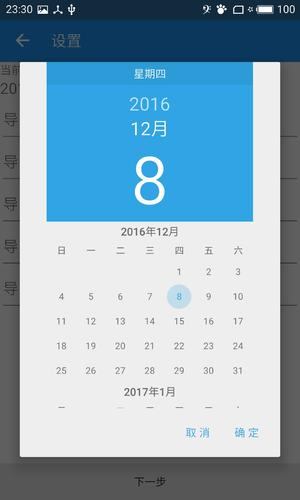 23:30
100
设置
当前
20
导
导
导
导
导
星期四
2016
12月
8
2016年12月
日 一 二 三 四 五 六
1 2 3
4 5 6 7 8 9 10
11 12 13 14 15 16 17
18 19 20 21 22 23 24
25 26 27 28 29 30 31
2017年1月
取消 确定
下一步